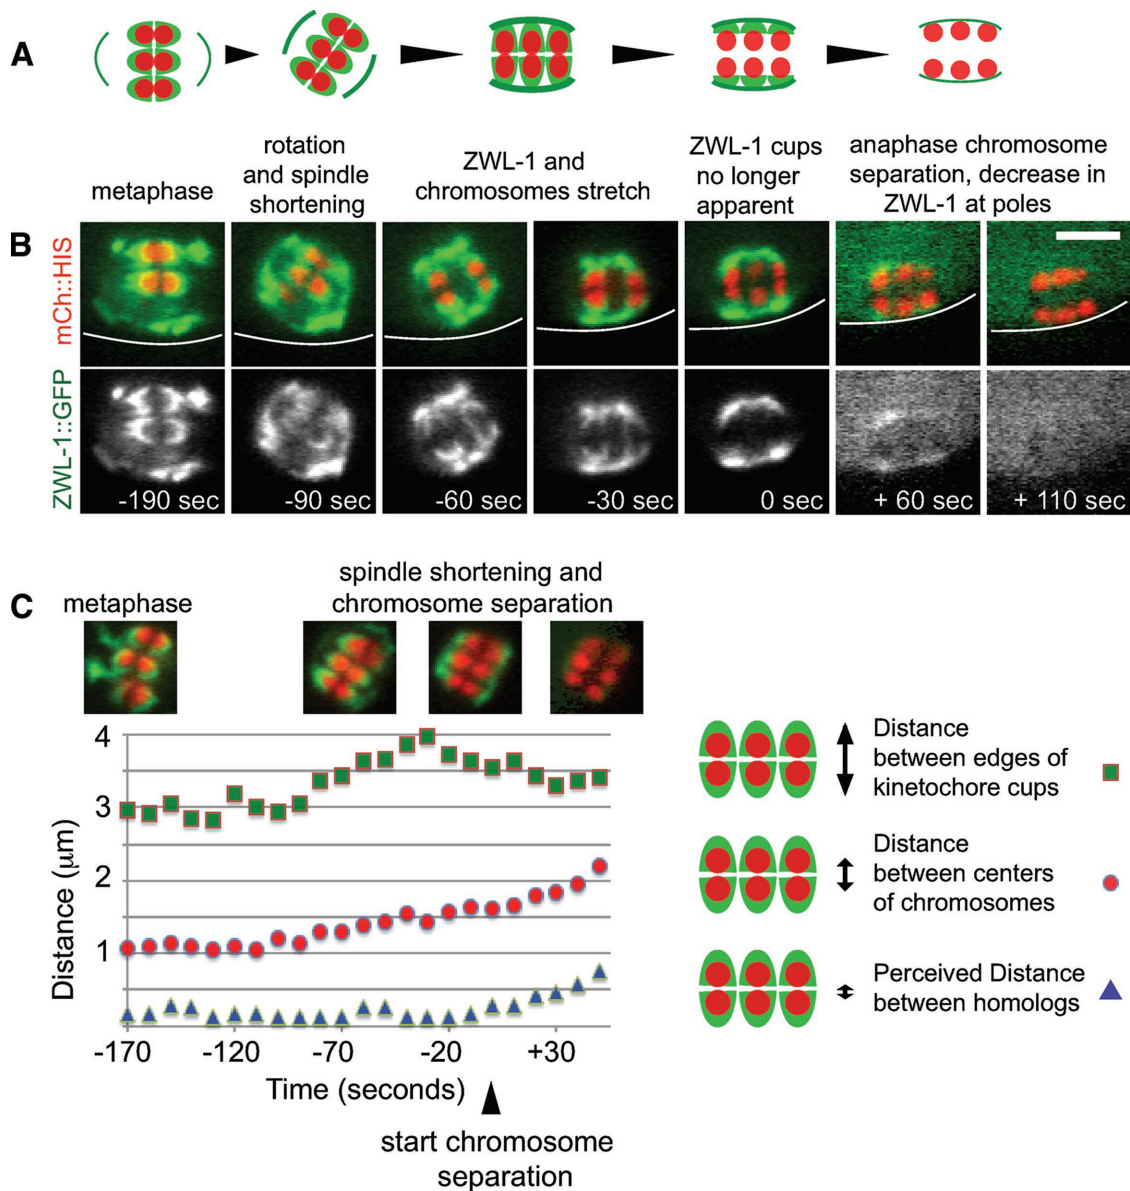 A
metaphase
rotation
and spindle
shortening
ZWL-1 and
chromosomes stretch
ZWL-1 cups
no longer
apparent
anaphase chromosome
separation, decrease in
ZWL-1 at poles
B
mCh::HIS
ZWL-1::GFP
-190 sec
-90 sec
-60 sec
-30 sec
0 sec
+ 60 sec
+ 110 sec
C
metaphase
spindle shortening and
chromosome separation
4
3
2
1
Distance (μm)
-170
-120
-70
-20
+30
Time (seconds)
start chromosome
separation
Distance
between edges of
kinetochore cups
Distance
between centers
of chromosomes
Perceived Distance
between homologs